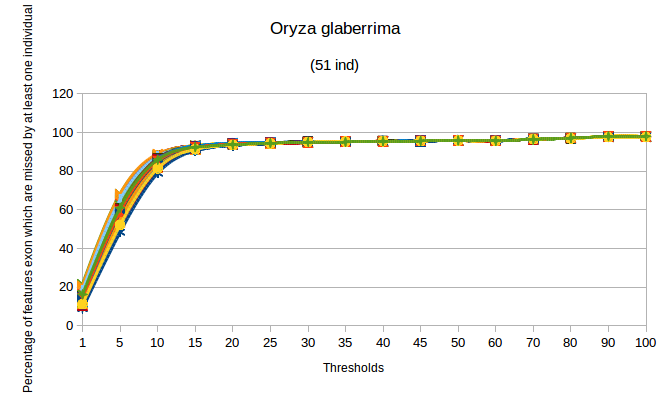 Oryza glaberrima
(51 ind)
Percentage of features exon which are missed by at least one individual
120
100
80
60
40
20
0
1 5 10 15 20 25 30 35 40 45 50 60 70 80 90 100
Thresholds